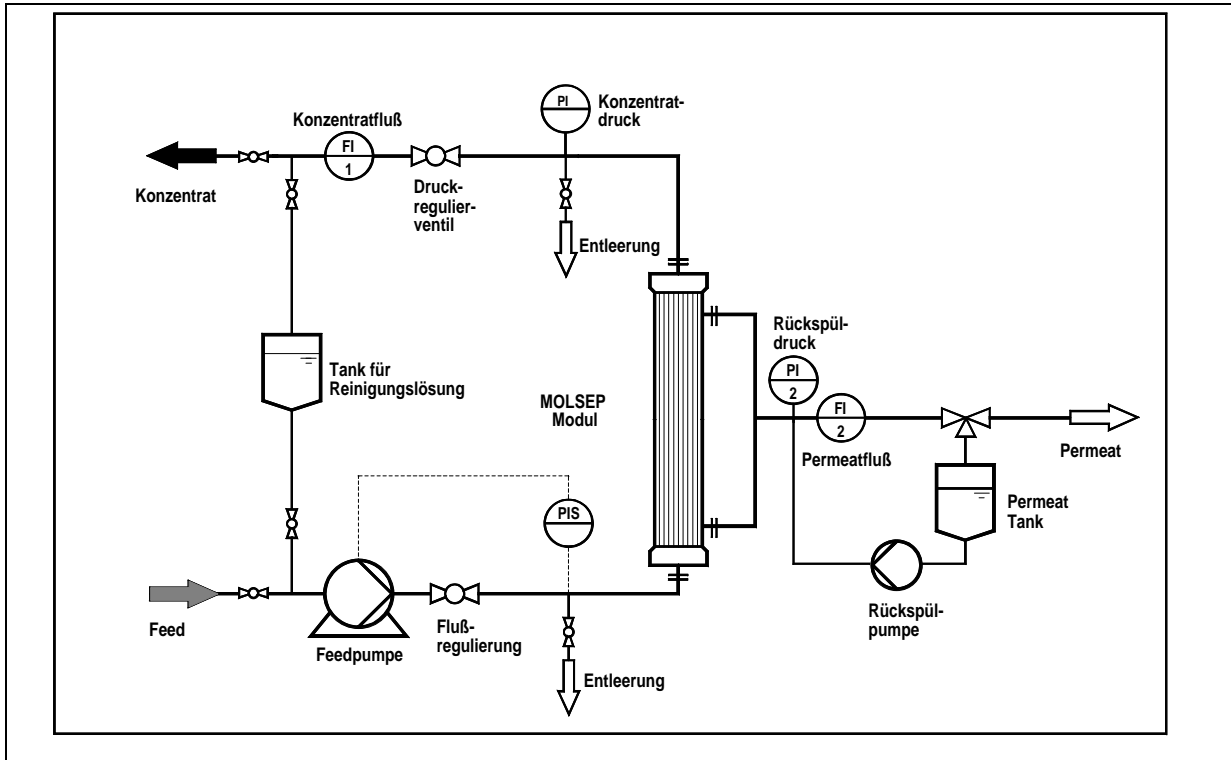 PI
Konzentrat-
druck
Konzentratfluß
FI
1
Konzentrat
Druck-
regulier-
ventil
Entleerung
Rückspül-
druck
PI
2
Tank für
Reinigungslösung
MOLSEP
Modul
FI
2
Permeatfluß
Permeat
Permeat
Tank
PIS
Rückspül-
pumpe
Feed
Feedpumpe
Fluß-
regulierung
Entleerung